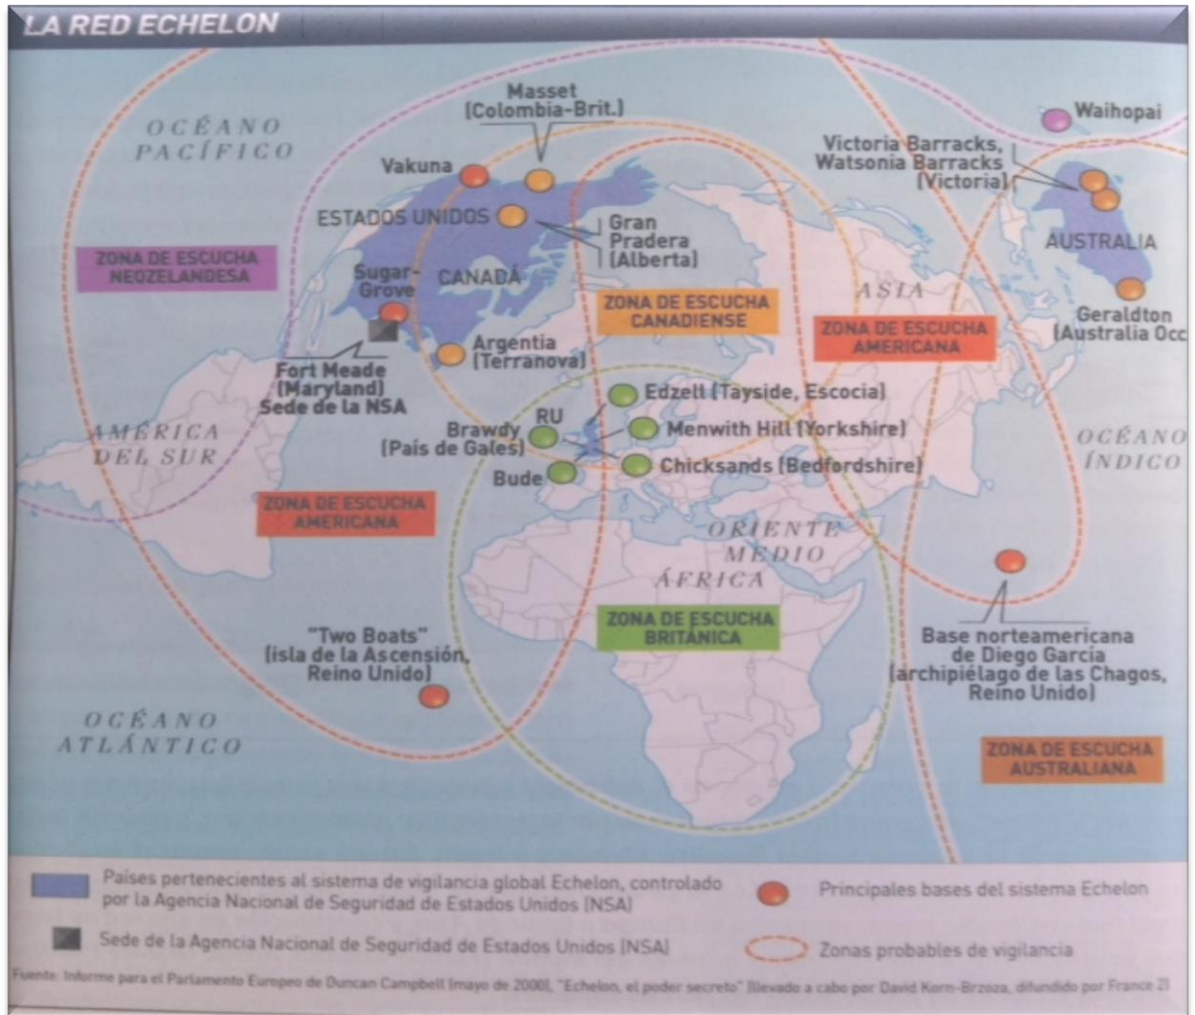 LA RED ECHELON
OCÉANO
PACÍFICO
Masset
(Colombia-Brit.)
Waihopai
Victoria Barracks,
Watsonia Barracks
(Victoria)
Vakuna
ESTADOS UNIDOS
Gran
Pradera
(Alberta)
AUSTRALIA
ZONA DE ESCUCHA
NEOZELANDESA
Sugar-
Grove
CANADÁ
ASIA
ZONA DE ESCUCHA
CANADIENSE
Geraldton
(Australia Occ
ZONA DE ESCUCHA
AMERICANA
Argentia
(Terranova)
Fort Meade
(Maryland)
Sede de la NSA
Edzell (Tayside, Escocia)
RU
Brawdy
(País de Gales)
Menwith Hill (Yorkshire)
AMÉRICA
DEL SUR
OCÉANO
ÍNDICO
Bude
Chicksands (Bedfordshire)
ZONA DE ESCUCHA
AMERICANA
ORIENTE
MEDIO
ÁFRICA
ZONA DE ESCUCHA
BRITÁNICA
"Two Boats"
(isla de la Ascensión,
Reino Unido)
Base norteamericana
de Diego García
(archipiélago de las Chagos,
Reino Unido)
OCÉANO
ATLÁNTICO
ZONA DE ESCUCHA
AUSTRALIANA
Países pertenecientes al sistema de vigilancia global Echelon, controlado
por la Agencia Nacional de Seguridad de Estados Unidos (NSA)
Principales bases del sistema Echelon
Sede de la Agencia Nacional de Seguridad de Estados Unidos (NSA)
Zonas probables de vigilancia
Fuente: Informe para el Parlamento Europeo de Duncan Campbell (mayo de 2000), "Echelon, el poder secreto" (llevado a cabo por David Korn-Brzoza, difundido por France 2)